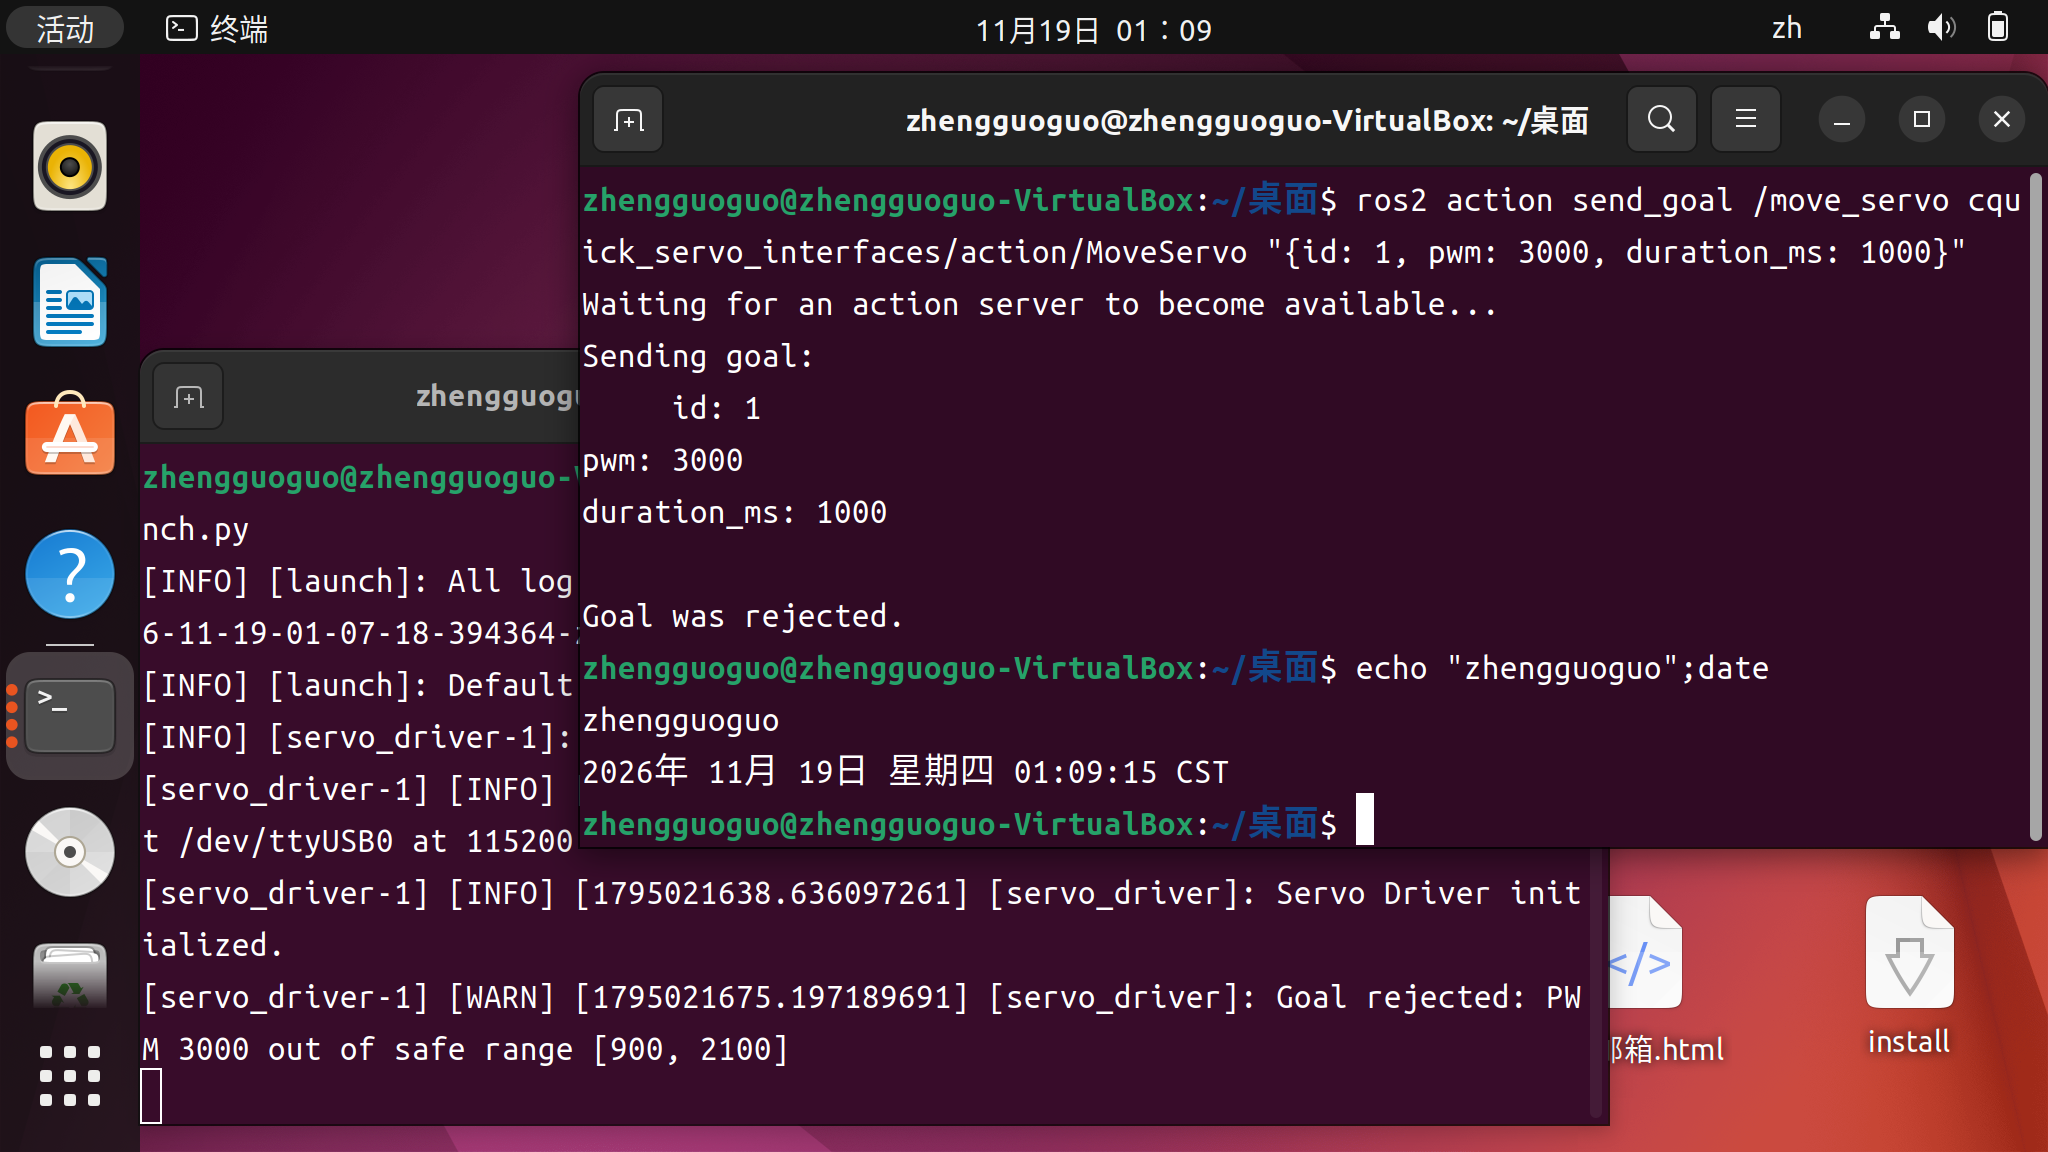 活动
终端
11月19日 01：09
zh
zhengguoguo@zhengguoguo-VirtualBox: ~/桌面
zhengguoguo@zhengguoguo-VirtualBox:~/桌面$ ros2 action send_goal /move_servo cqu
ick_servo_interfaces/action/MoveServo "{id: 1, pwm: 3000, duration_ms: 1000}"
Waiting for an action server to become available...
Sending goal:
id: 1
pwm: 3000
duration_ms: 1000
Goal was rejected.
zhengguoguo@zhengguoguo-VirtualBox:~/桌面$ echo "zhengguoguo";date
zhengguoguo
2026年 11月 19日 星期四 01:09:15 CST
zhengguoguo@zhengguoguo-VirtualBox:~/桌面$
zhenggu
zhengguoguo@zhengguoguo-
nch.py
[INFO] [launch]: All log
6-11-19-01-07-18-394364-
[INFO] [launch]: Default
[INFO] [servo_driver-1]:
[servo_driver-1] [INFO]
t /dev/ttyUSB0 at 115200
[servo_driver-1] [INFO] [1795021638.636097261] [servo_driver]: Servo Driver init
ialized.
[servo_driver-1] [WARN] [1795021675.197189691] [servo_driver]: Goal rejected: PW
M 3000 out of safe range [900, 2100]
箱.html
install